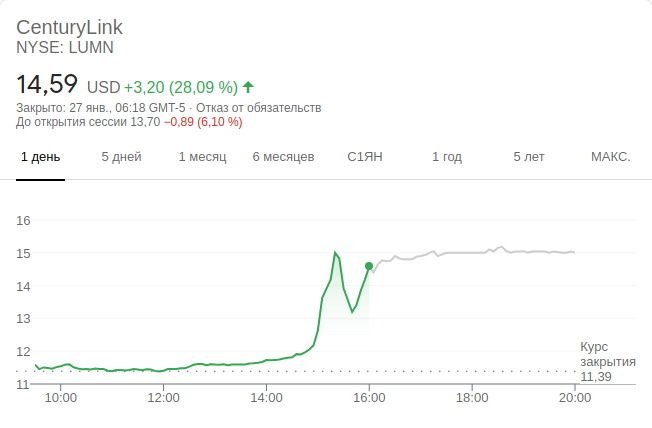 CenturyLink
NYSE: LUMN
14,59 USD +3,20 (28,09 %)
Закрыто: 27 янв., 06:18 GMT-5 · Отказ от обязательств
До открытия сессии 13,70 −0,89 (6,10 %)
1 день 5 дней 1 месяц 6 месяцев С1ЯН 1 год 5 лет МАКС.
16
15
14
13
12
Курс
закрытия
11,39
11
10:00 12:00 14:00 16:00 18:00 20:00